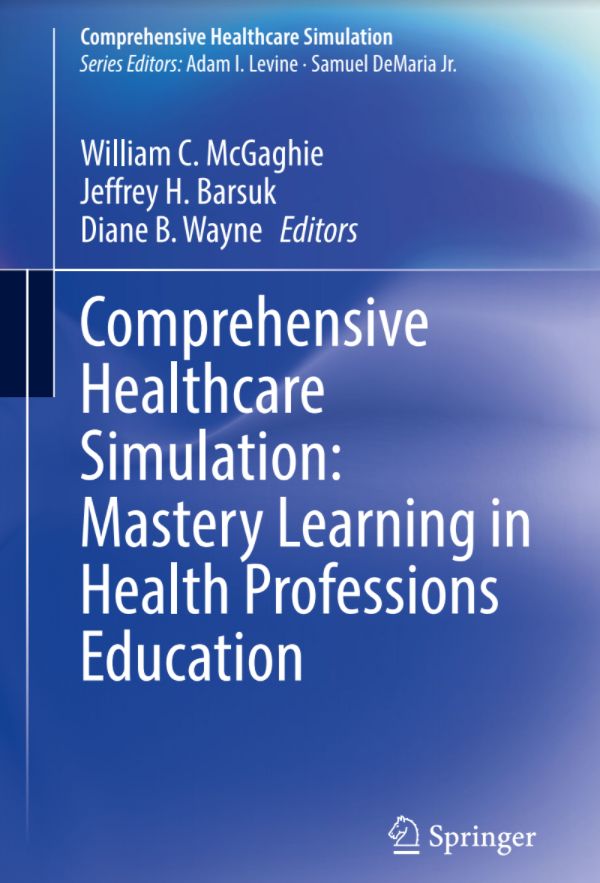 Comprehensive Healthcare Simulation
Series Editors: Adam I. Levine · Samuel DeMaria Jr.
William C. McGaghie
Jeffrey H. Barsuk
Diane B. Wayne Editors
Comprehensive
Healthcare
Simulation:
Mastery Learning in
Health Professions
Education
Springer